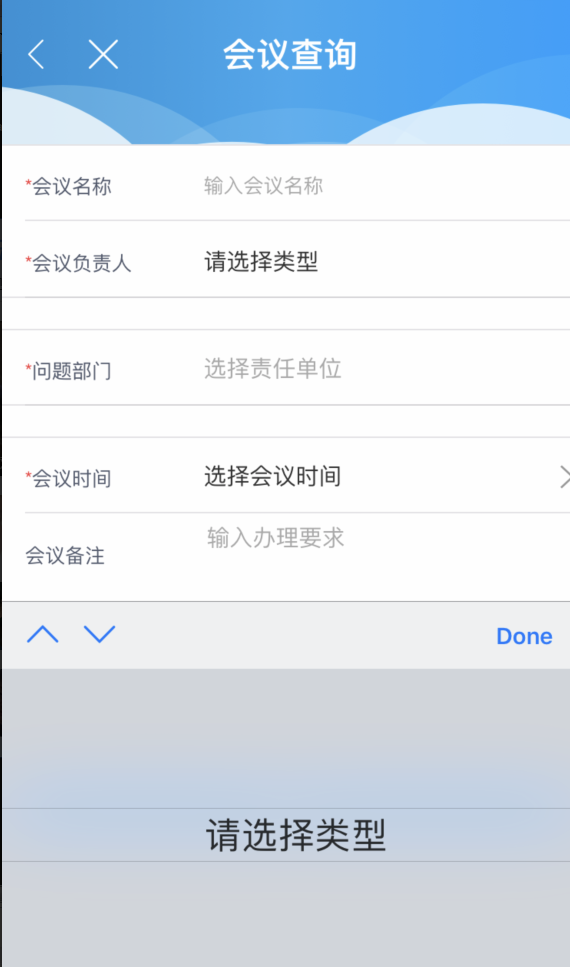 会议查询
*会议名称 输入会议名称
*会议负责人 请选择类型
*问题部门 选择责任单位
*会议时间 选择会议时间
会议备注 输入办理要求
Done
请选择类型